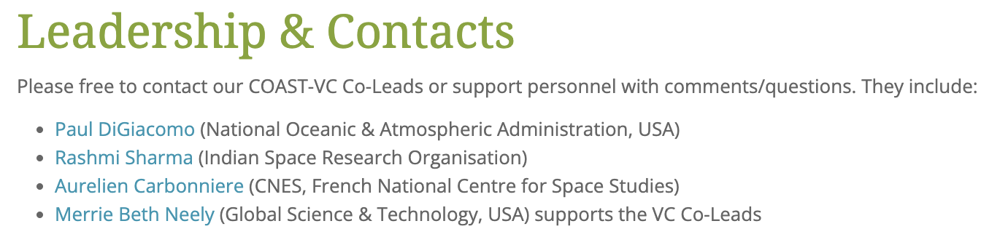 Leadership & Contacts
Please free to contact our COAST-VC Co-Leads or support personnel with comments/questions. They include:
• Paul DiGiacomo (National Oceanic & Atmospheric Administration, USA)
• Rashmi Sharma (Indian Space Research Organisation)
• Aurelien Carbonniere (CNES, French National Centre for Space Studies)
• Merrie Beth Neely (Global Science & Technology, USA) supports the VC Co-Leads